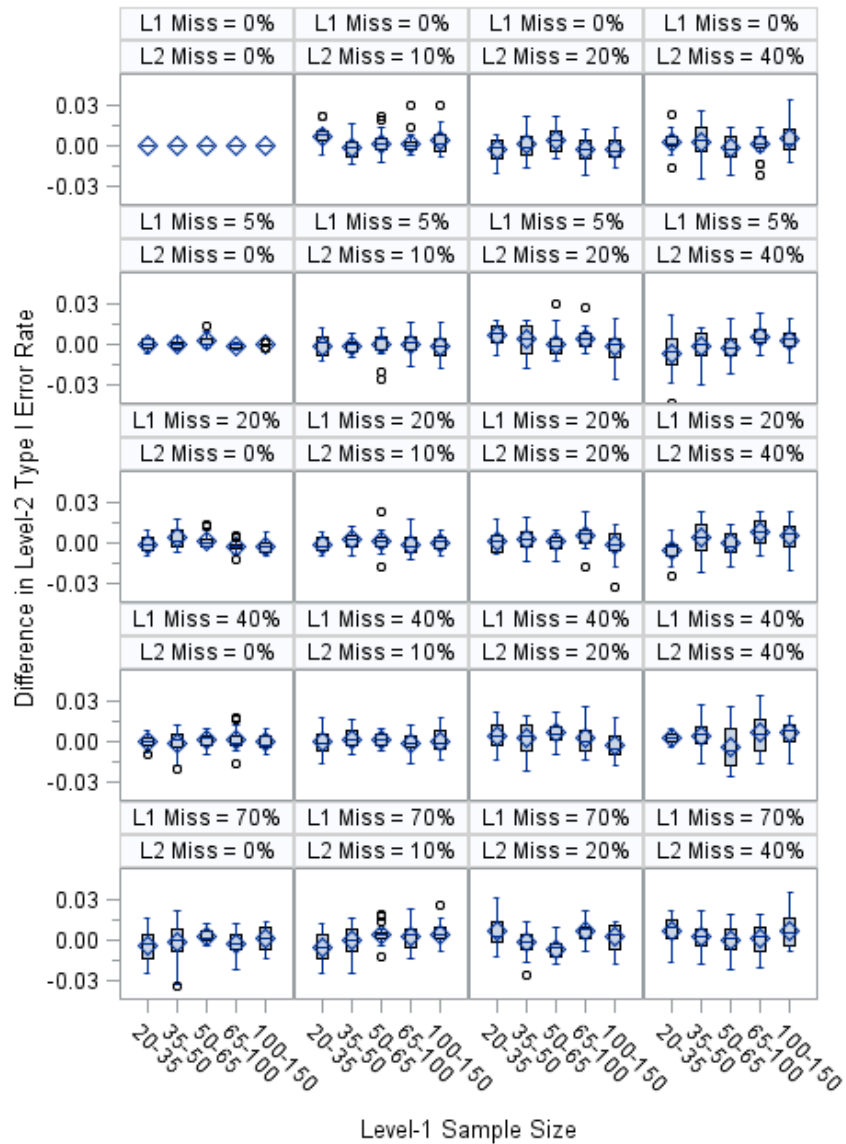 L1 Miss = 0% L1 Miss = 0% L1 Miss = 0% L1 Miss = 0%
L2 Miss = 0% L2 Miss = 10% L2 Miss = 20% L2 Miss = 40%
0.03
0.00
-0.03
L1 Miss = 5% L1 Miss = 5% L1 Miss = 5% L1 Miss = 5%
L2 Miss = 0% L2 Miss = 10% L2 Miss = 20% L2 Miss = 40%
0.03
0.00
-0.03
L1 Miss = 20% L1 Miss = 20% L1 Miss = 20% L1 Miss = 20%
L2 Miss = 0% L2 Miss = 10% L2 Miss = 20% L2 Miss = 40%
0.03
0.00
-0.03
L1 Miss = 40% L1 Miss = 40% L1 Miss = 40% L1 Miss = 40%
L2 Miss = 0% L2 Miss = 10% L2 Miss = 20% L2 Miss = 40%
0.03
0.00
-0.03
L1 Miss = 70% L1 Miss = 70% L1 Miss = 70% L1 Miss = 70%
L2 Miss = 0% L2 Miss = 10% L2 Miss = 20% L2 Miss = 40%
0.03
0.00
-0.03
Difference in Level-2 Type I Error Rate
20-35 35-50 50-65 65-100 100-150 20-35 35-50 50-65 65-100 100-150 20-35 35-50 50-65 65-100 100-150 20-35 35-50 50-65 65-100 100-150
Level-1 Sample Size